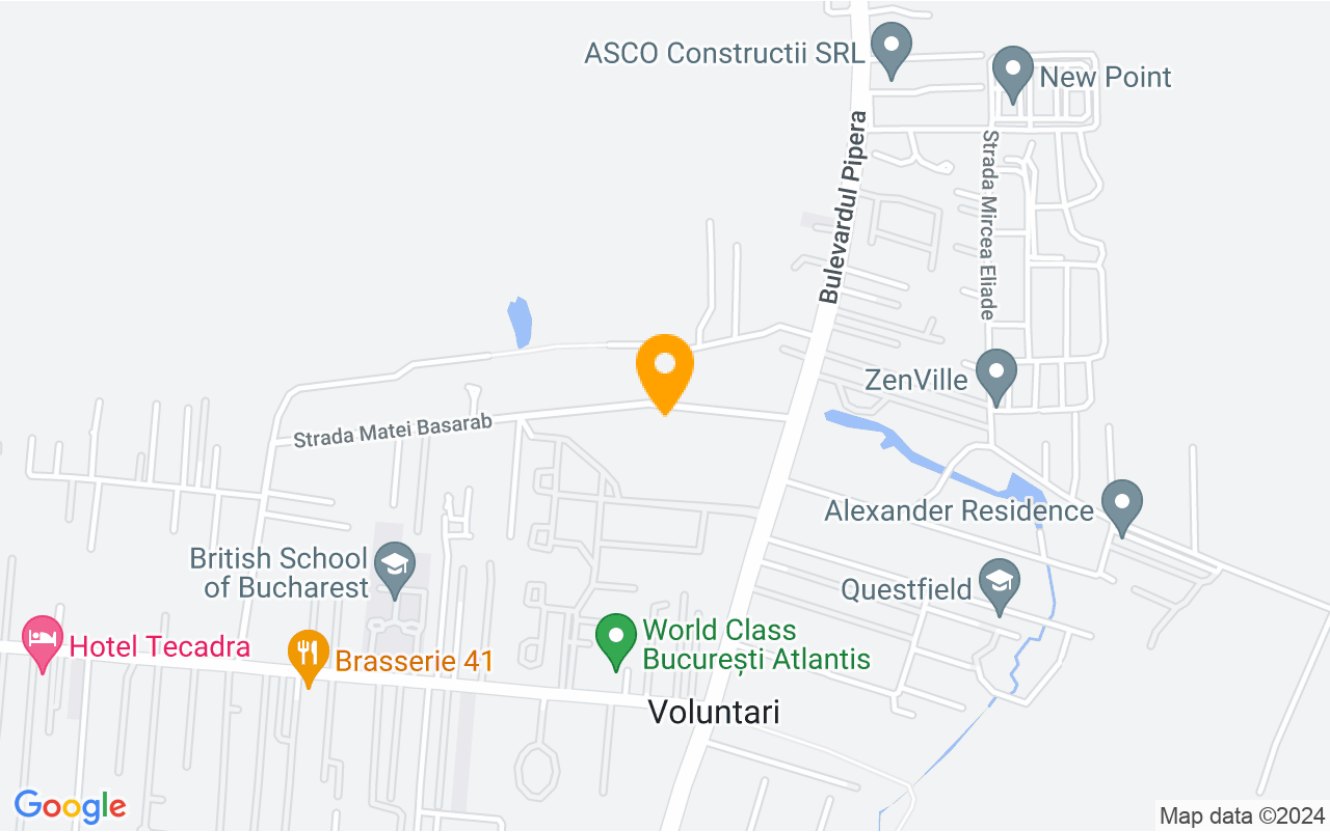 ASCO Constructii SRL
New Point
Bulevardul Pipera
Strada Mircea Eliade
ZenVille
Strada Matei Basarab
Alexander Residence
British School
of Bucharest
Questfield
Hotel Tecadra
Brasserie 41
World Class
București Atlantis
Voluntari
Google
Map data ©2024